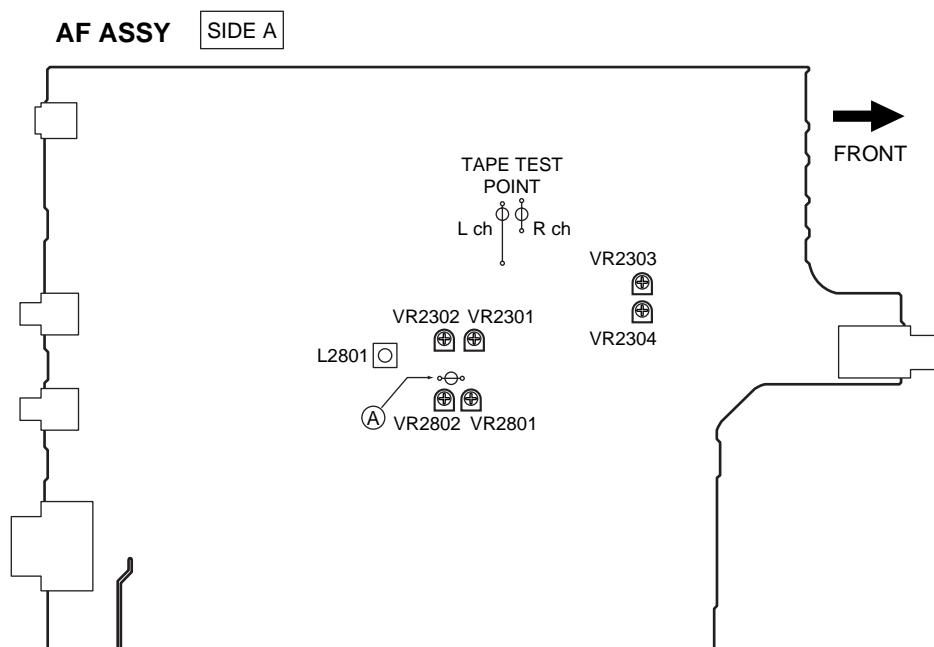 AF ASSY SIDE A
FRONT
TAPE TEST
POINT
L ch R ch
VR2303
VR2304
VR2302 VR2301
L2801
A
VR2802 VR2801